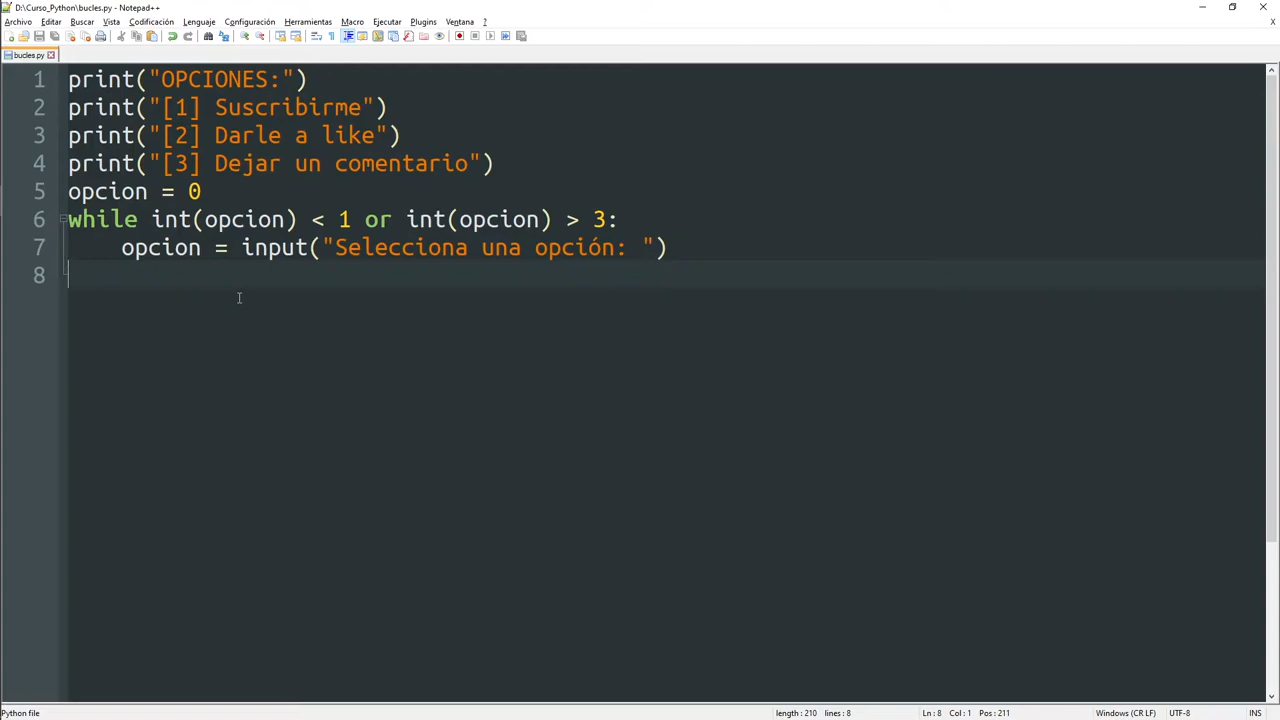 D:\Curso_Python\bucles.py - Notepad++
Archivo Editar Buscar Vista Codificación Lenguaje Configuración Herramientas Macro Ejecutar Plugins Ventana ?
bucles.py
1 print("OPCIONES:")
2 print("[1] Suscribirme")
3 print("[2] Darle a like")
4 print("[3] Dejar un comentario")
5 opcion = 0
6 while int(opcion) < 1 or int(opcion) > 3:
7     opcion = input("Selecciona una opción: ")
8
Python file length : 210 lines : 8 Ln : 8 Col : 1 Pos : 211 Windows (CR LF) UTF-8 INS